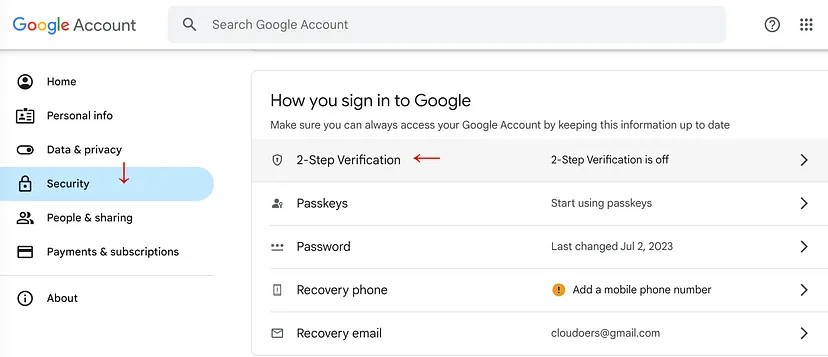 Google Account
Search Google Account
Home
Personal info
Data & privacy
Security
People & sharing
Payments & subscriptions
About
How you sign in to Google
Make sure you can always access your Google Account by keeping this information up to date
2-Step Verification 2-Step Verification is off
Passkeys Start using passkeys
Password Last changed Jul 2, 2023
Recovery phone Add a mobile phone number
Recovery email cloudoers@gmail.com